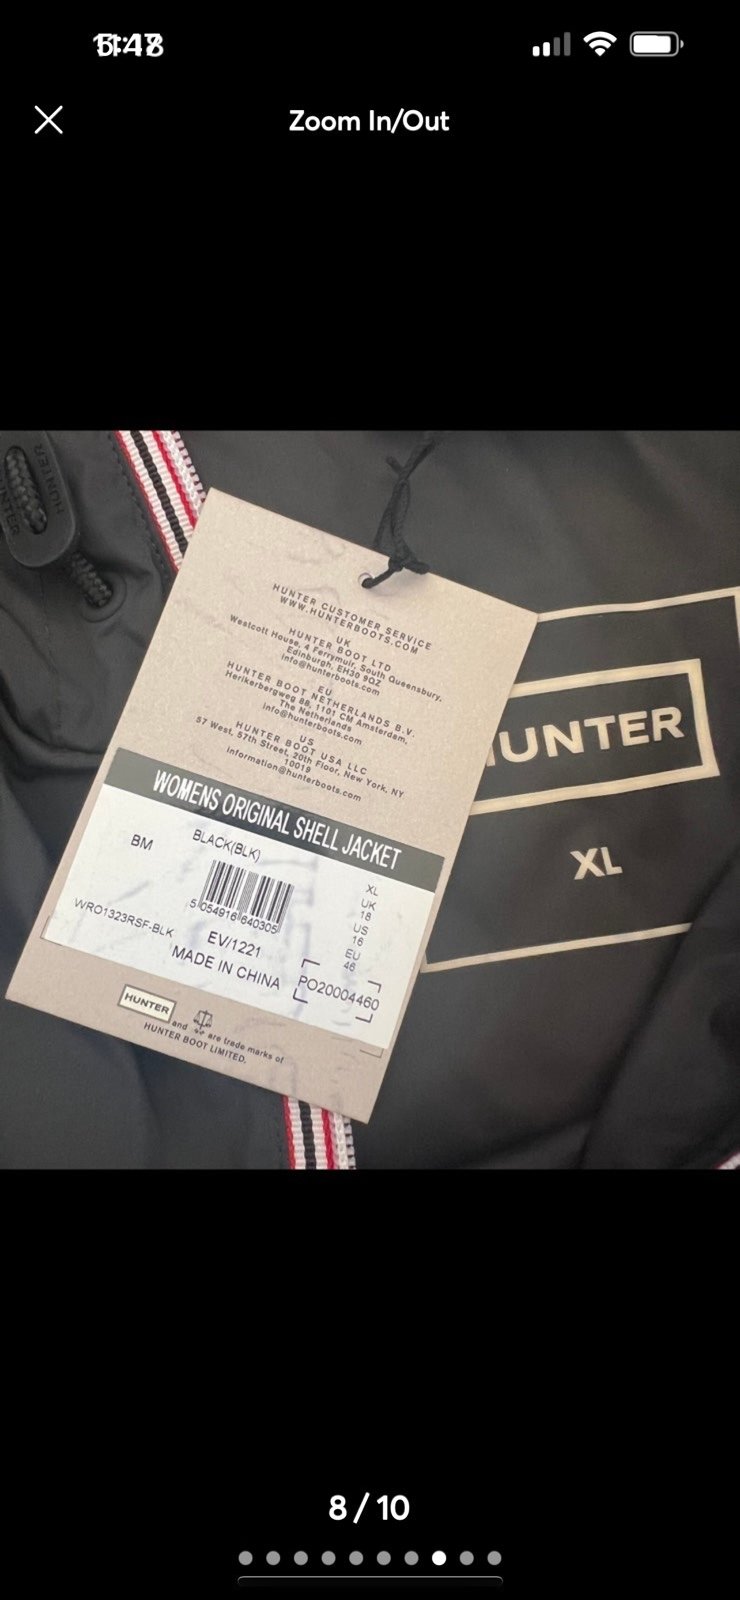 Zoom In/Out
HUNTER
HUNTER CUSTOMER SERVICE
WWW.HUNTERBOOTS.COM
UK
HUNTER BOOT LTD
Westcott House, 4 Ferrymuir, South Queensbury,
Edinburgh, EH30 9QZ
info@hunterboots.com
EU
HUNTER BOOT NETHERLANDS B.V.
Herikerbergweg 88, 1101 CM Amsterdam,
The Netherlands
info@hunterboots.com
US
HUNTER BOOT USA LLC
57 West, 57th Street, 20th Floor, New York, NY
10019
information@hunterboots.com
WOMENS ORIGINAL SHELL JACKET
BM
BLACK(BLK)
5 054916 640305
WRO1323RSF-BLK
EV/1221
MADE IN CHINA
XL
UK
18
US
16
EU
46
PO20004460
HUNTER and are trade marks of
HUNTER BOOT LIMITED.
HUNTER
XL
8 / 10